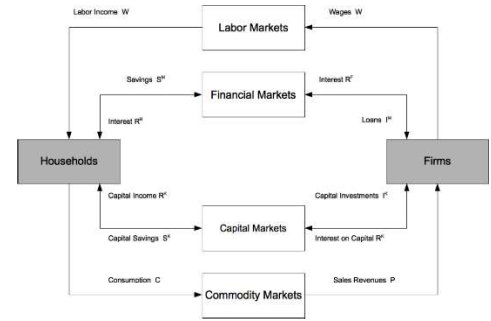 Labor Income W
Wages W
Labor Markets
Savings S^M
Interest R^F
Financial Markets
Loans I^M
Households
Firms
Capital Income R^K
Capital Investments I^K
Capital Markets
Capital Savings S^K
Interest on Capital R^K
Consumotion C
Sales Revenues P
Commodity Markets